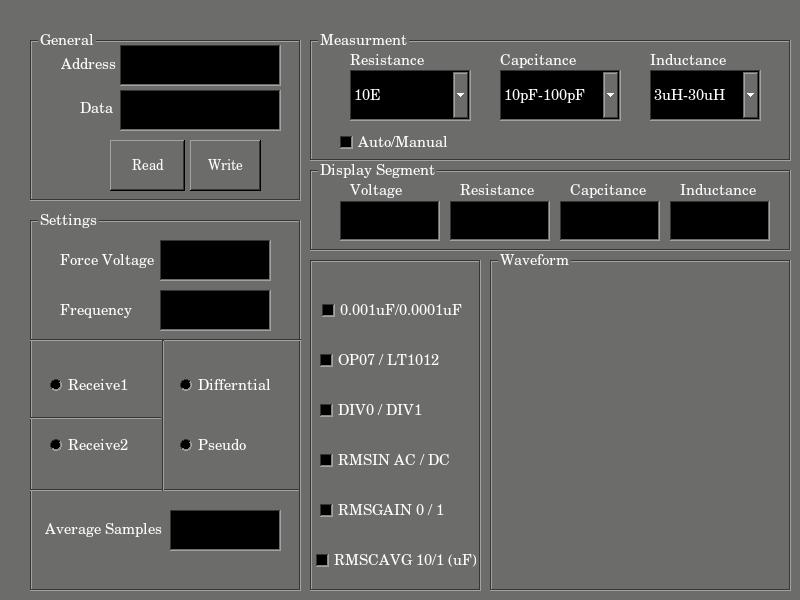 General
Address
Data
Read Write
Settings
Force Voltage
Frequency
Receive1 Differntial
Receive2 Pseudo
Average Samples
Measurment
Resistance Capcitance Inductance
10E 10pF-100pF 3uH-30uH
Auto/Manual
Display Segment
Voltage Resistance Capcitance Inductance
0.001uF/0.0001uF
OP07 / LT1012
DIV0 / DIV1
RMSIN AC / DC
RMSGAIN 0 / 1
RMSCAVG 10/1 (uF)
Waveform